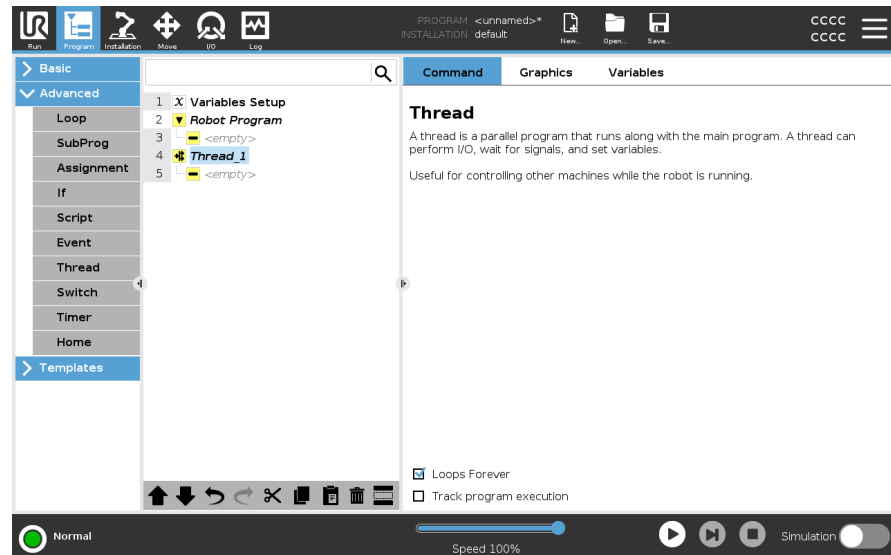 UR
PROGRAM <unnamed>*
INSTALLATION default
CCCC
CCCC
Run Program Installation Move I/O Log New... Open... Save...
Basic
Advanced
Loop
SubProg
Assignment
If
Script
Event
Thread
Switch
Timer
Home
Templates
1 X Variables Setup
2 Robot Program
3 <empty>
4 Thread_1
5 <empty>
Command Graphics Variables
Thread
A thread is a parallel program that runs along with the main program. A thread can
perform I/O, wait for signals, and set variables.
Useful for controlling other machines while the robot is running.
Loops Forever
Track program execution
Normal
Speed 100%
Simulation